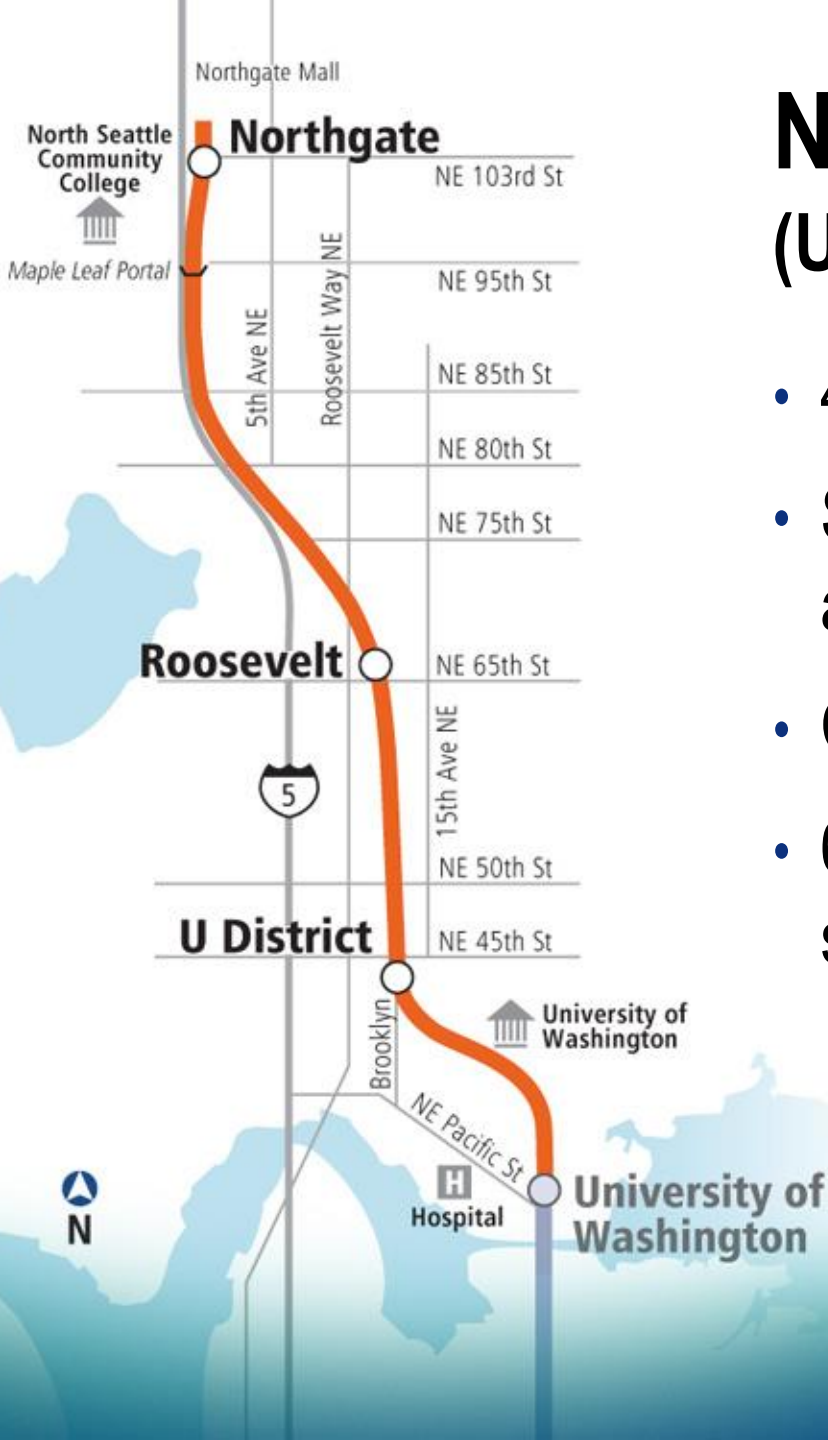 Northgate Mall
North Seattle
Community
College
Northgate
NE 103rd St
Maple Leaf Portal
NE 95th St
5th Ave NE
Roosevelt Way NE
NE 85th St
NE 80th St
NE 75th St
Roosevelt
NE 65th St
15th Ave NE
5
NE 50th St
U District
NE 45th St
Brooklyn
University of
Washington
NE Pacific St
H
Hospital
N
University of
Washington
N
(U